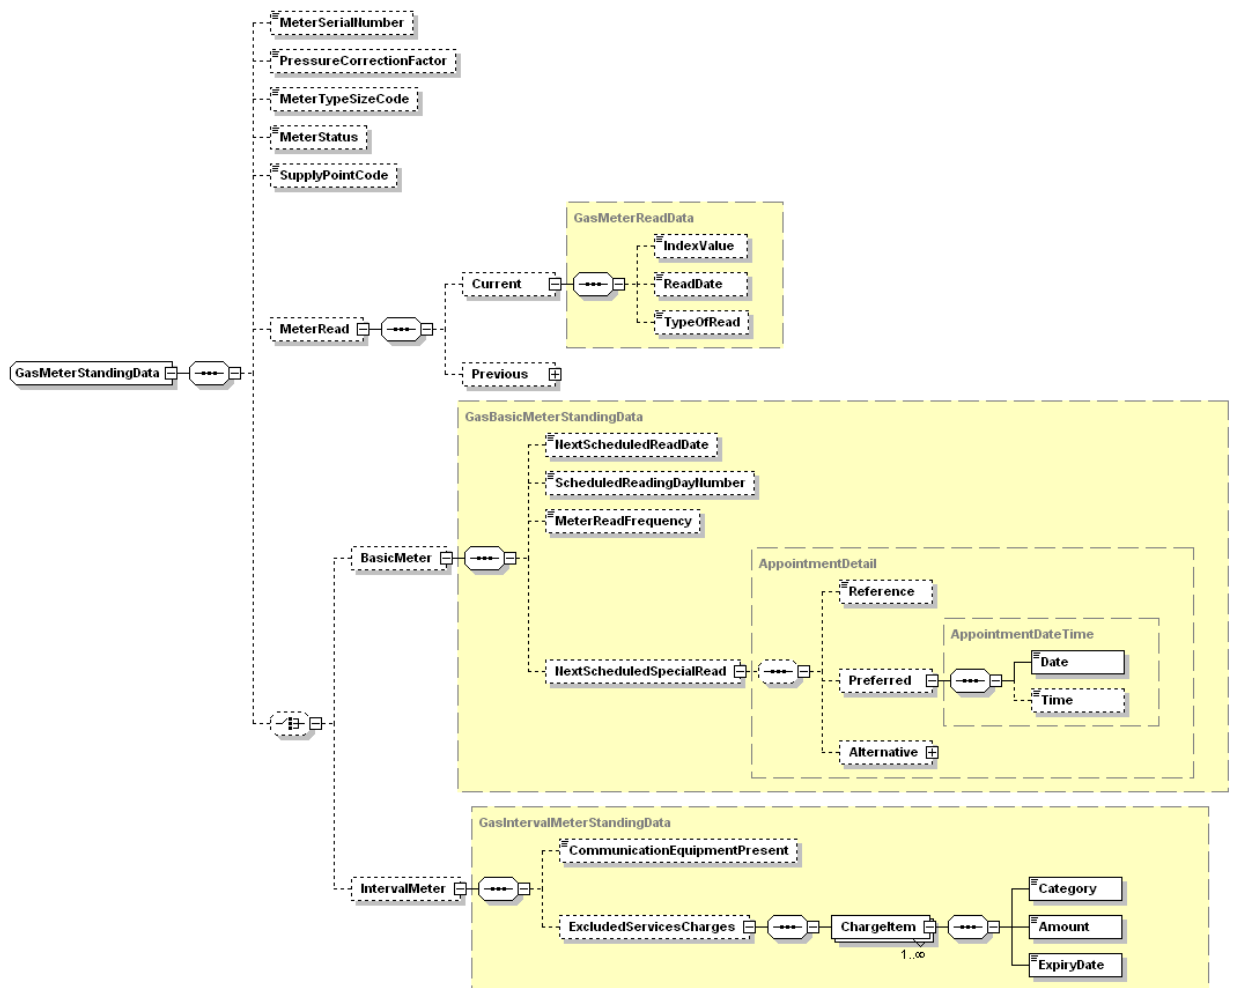 MeterSerialNumber
PressureCorrectionFactor
MeterTypeSizeCode
MeterStatus
SupplyPointCode
GasMeterReadData
IndexValue
Current
ReadDate
TypeOfRead
MeterRead
GasMeterStandingData
Previous
GasBasicMeterStandingData
NextScheduledReadDate
ScheduledReadingDayNumber
MeterReadFrequency
BasicMeter
AppointmentDetail
Reference
AppointmentDateTime
Date
NextScheduledSpecialRead
Preferred
Time
Alternative
GasIntervalMeterStandingData
CommunicationEquipmentPresent
IntervalMeter
Category
ExcludedServicesCharges
ChargeItem
Amount
1..∞
ExpiryDate